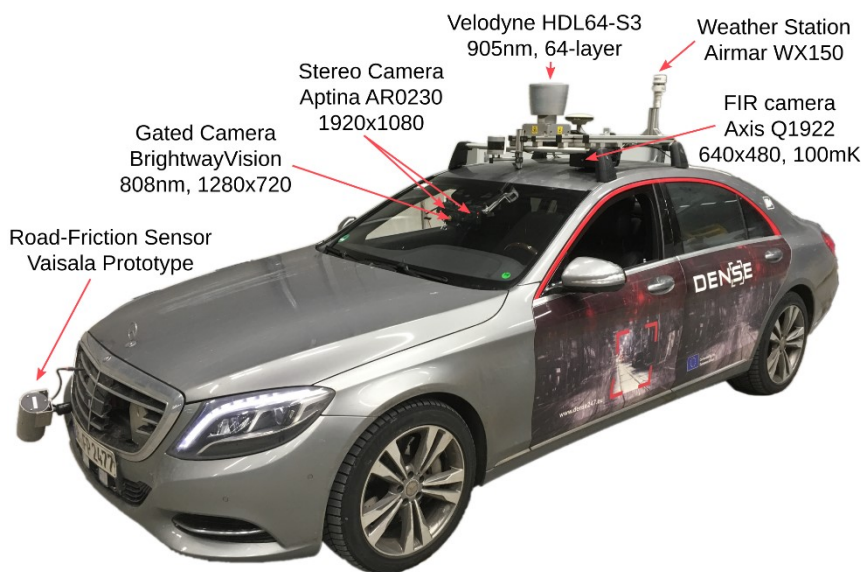 Velodyne HDL64-S3
905nm, 64-layer
Weather Station
Airmar WX150
Stereo Camera
Aptina AR0230
1920x1080
FIR camera
Axis Q1922
640x480, 100mK
Gated Camera
BrightwayVision
808nm, 1280x720
Road-Friction Sensor
Vaisala Prototype
DENSE